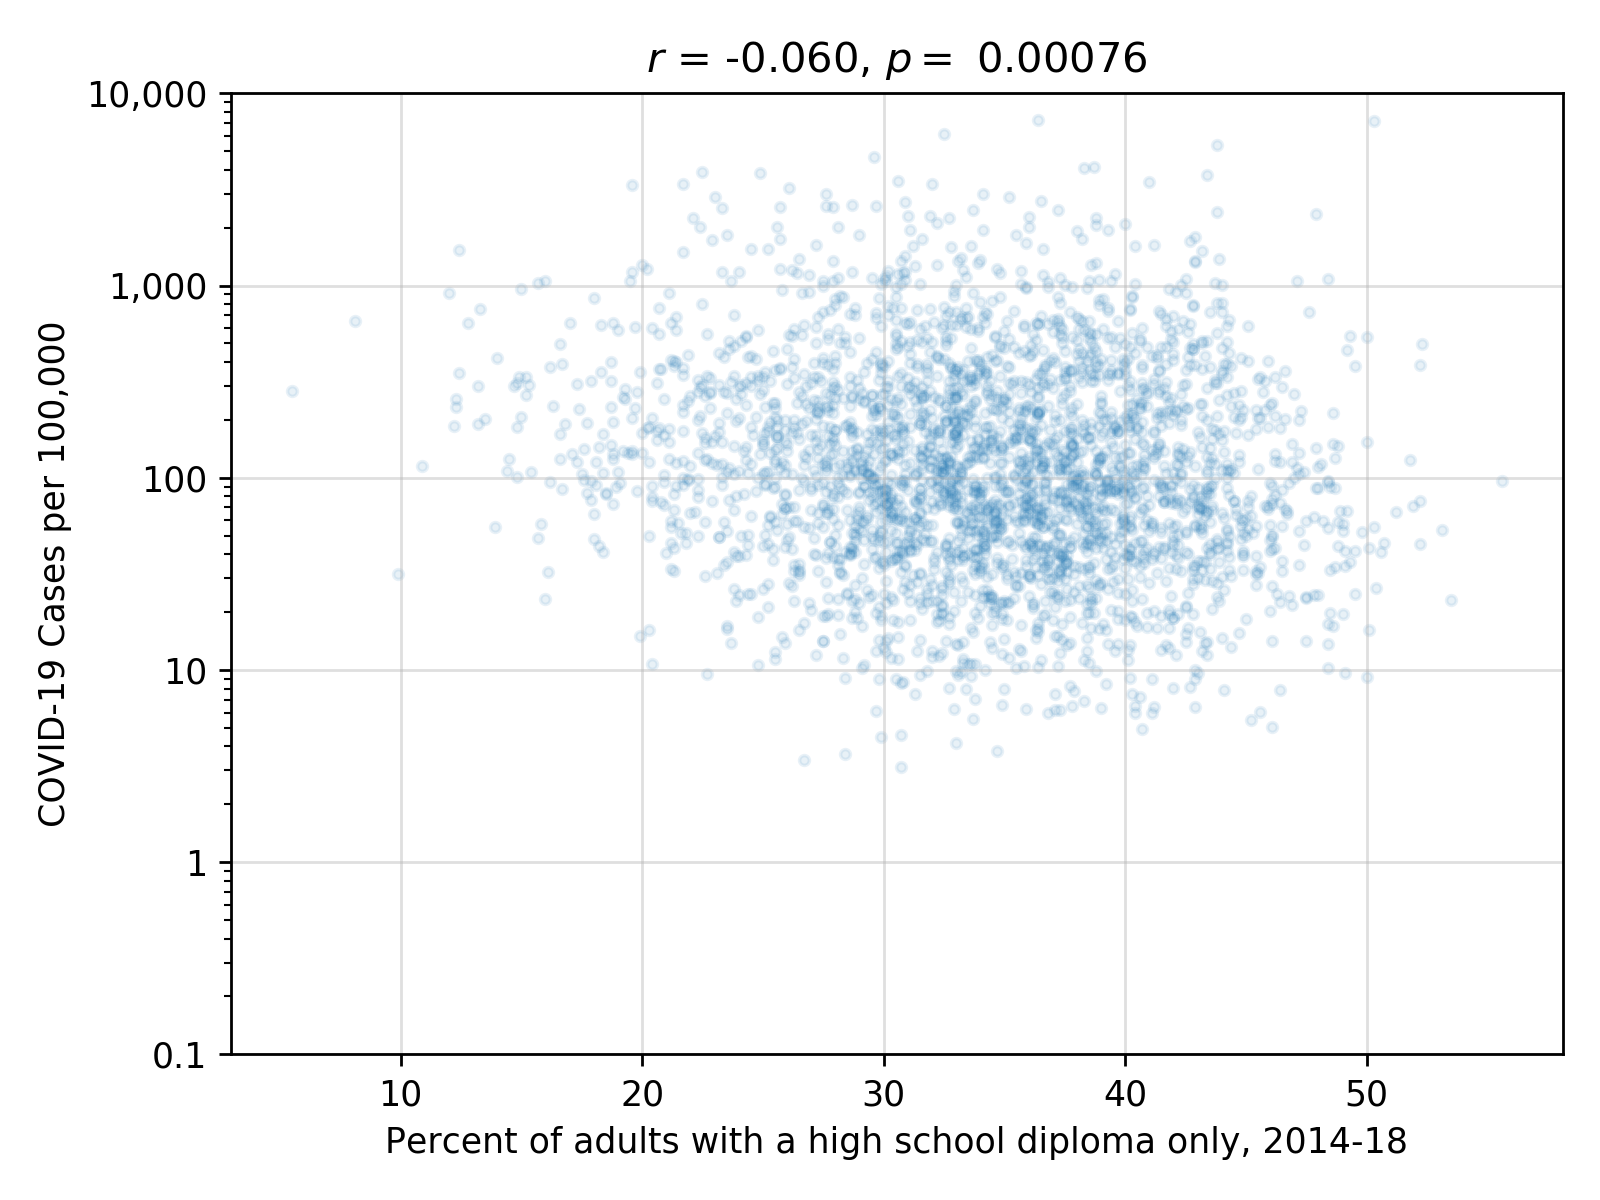 r = -0.060, p = 0.00076
10,000
1,000
100
10
1
0.1
COVID-19 Cases per 100,000
10 20 30 40 50
Percent of adults with a high school diploma only, 2014-18